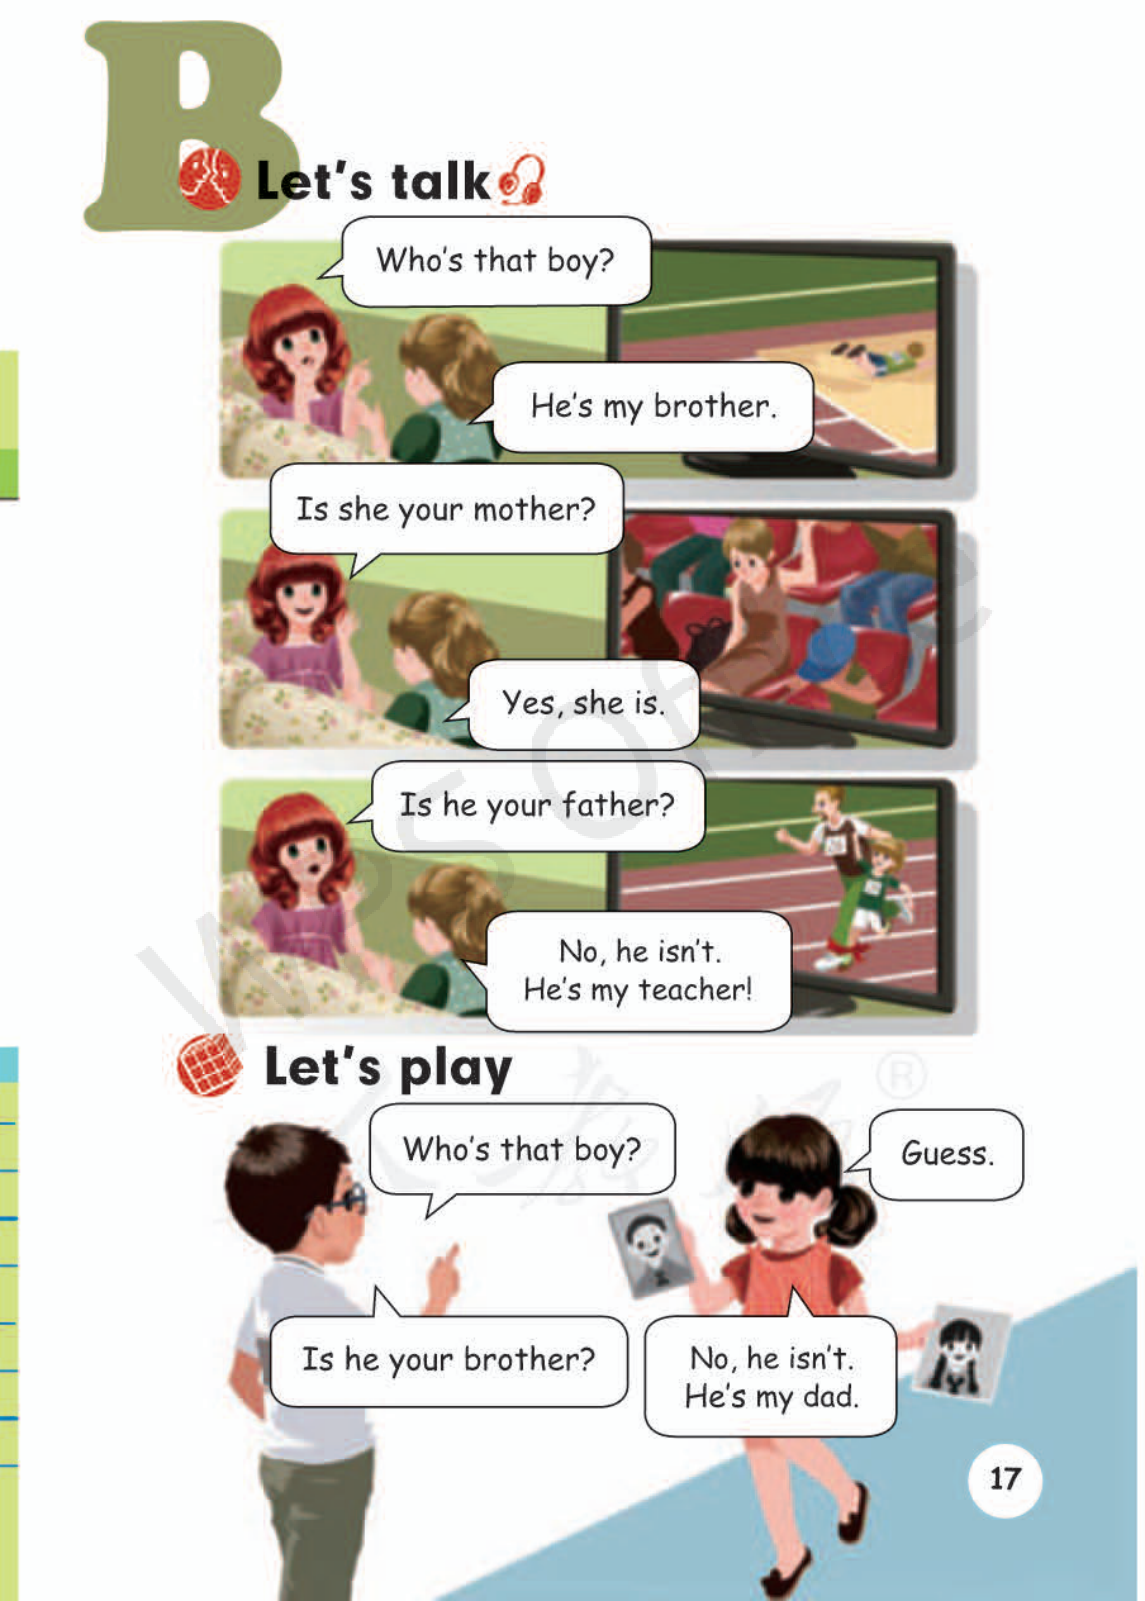 B
Let's talk
Who's that boy?
He's my brother.
Is she your mother?
Yes, she is.
Is he your father?
No, he isn't.
He's my teacher!
Let's play
Who's that boy?
Guess.
Is he your brother?
No, he isn't.
He's my dad.
17
WPS Office
®